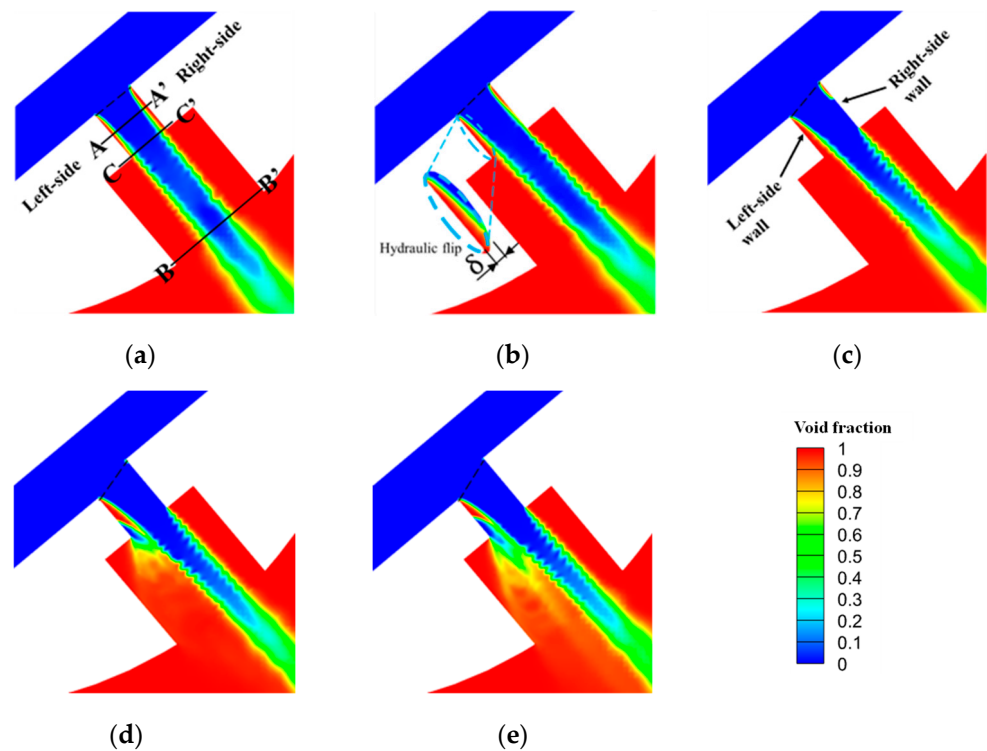 Left-side
Right-side
A
A'
C
C'
B
B'
(a)
Hydraulic flip
δ
(b)
Right-side
wall
Left-side
wall
(c)
(d)
(e)
Void fraction
1
0.9
0.8
0.7
0.6
0.5
0.4
0.3
0.2
0.1
0